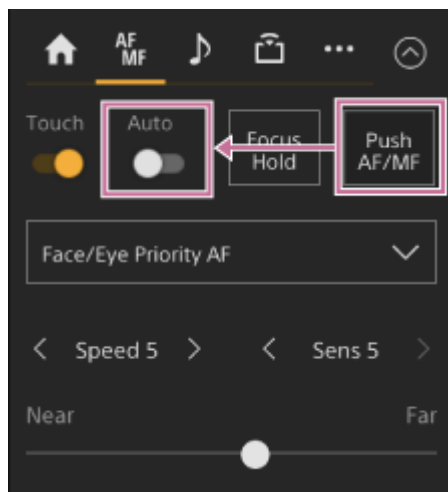 AF
MF
Touch
Auto
Focus
Hold
Push
AF/MF
Face/Eye Priority AF
Speed 5
Sens 5
Near
Far